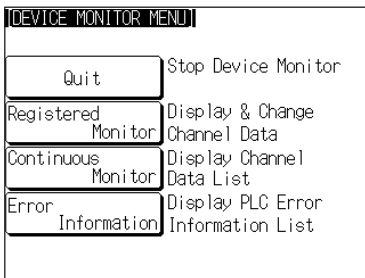 [DEVICE MONITOR MENU]
Quit
Stop Device Monitor
Registered
Monitor
Display & Change
Channel Data
Continuous
Monitor
Display Channel
Data List
Error
Information
Display PLC Error
Information List